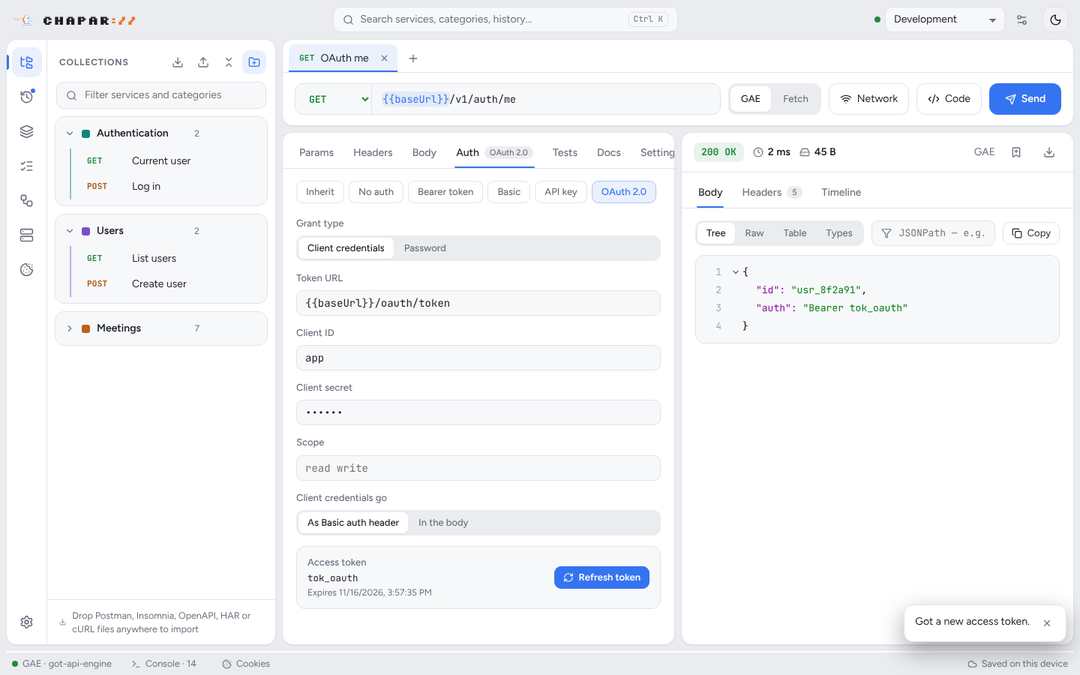 CHAPAR://
Search services, categories, history...
Ctrl K
Development
COLLECTIONS
Filter services and categories
Authentication 2
GET Current user
POST Log in
Users 2
GET List users
POST Create user
Meetings 7
Drop Postman, Insomnia, OpenAPI, HAR or
cURL files anywhere to import
GET OAuth me
GET {{baseUrl}}/v1/auth/me
GAE Fetch
Network
Code
Send
Params Headers Body Auth OAuth 2.0 Tests Docs Setting
Inherit No auth Bearer token Basic API key OAuth 2.0
Grant type
Client credentials Password
Token URL
{{baseUrl}}/oauth/token
Client ID
app
Client secret
••••••
Scope
read write
Client credentials go
As Basic auth header In the body
Access token
tok_oauth
Expires 11/16/2026, 3:57:35 PM
Refresh token
200 OK 2 ms 45 B GAE
Body Headers 5 Timeline
Tree Raw Table Types JSONPath — e.g. Copy
1 {
2 "id": "usr_8f2a91",
3 "auth": "Bearer tok_oauth"
4 }
Got a new access token.
GAE · got-api-engine Console · 14 Cookies Saved on this device